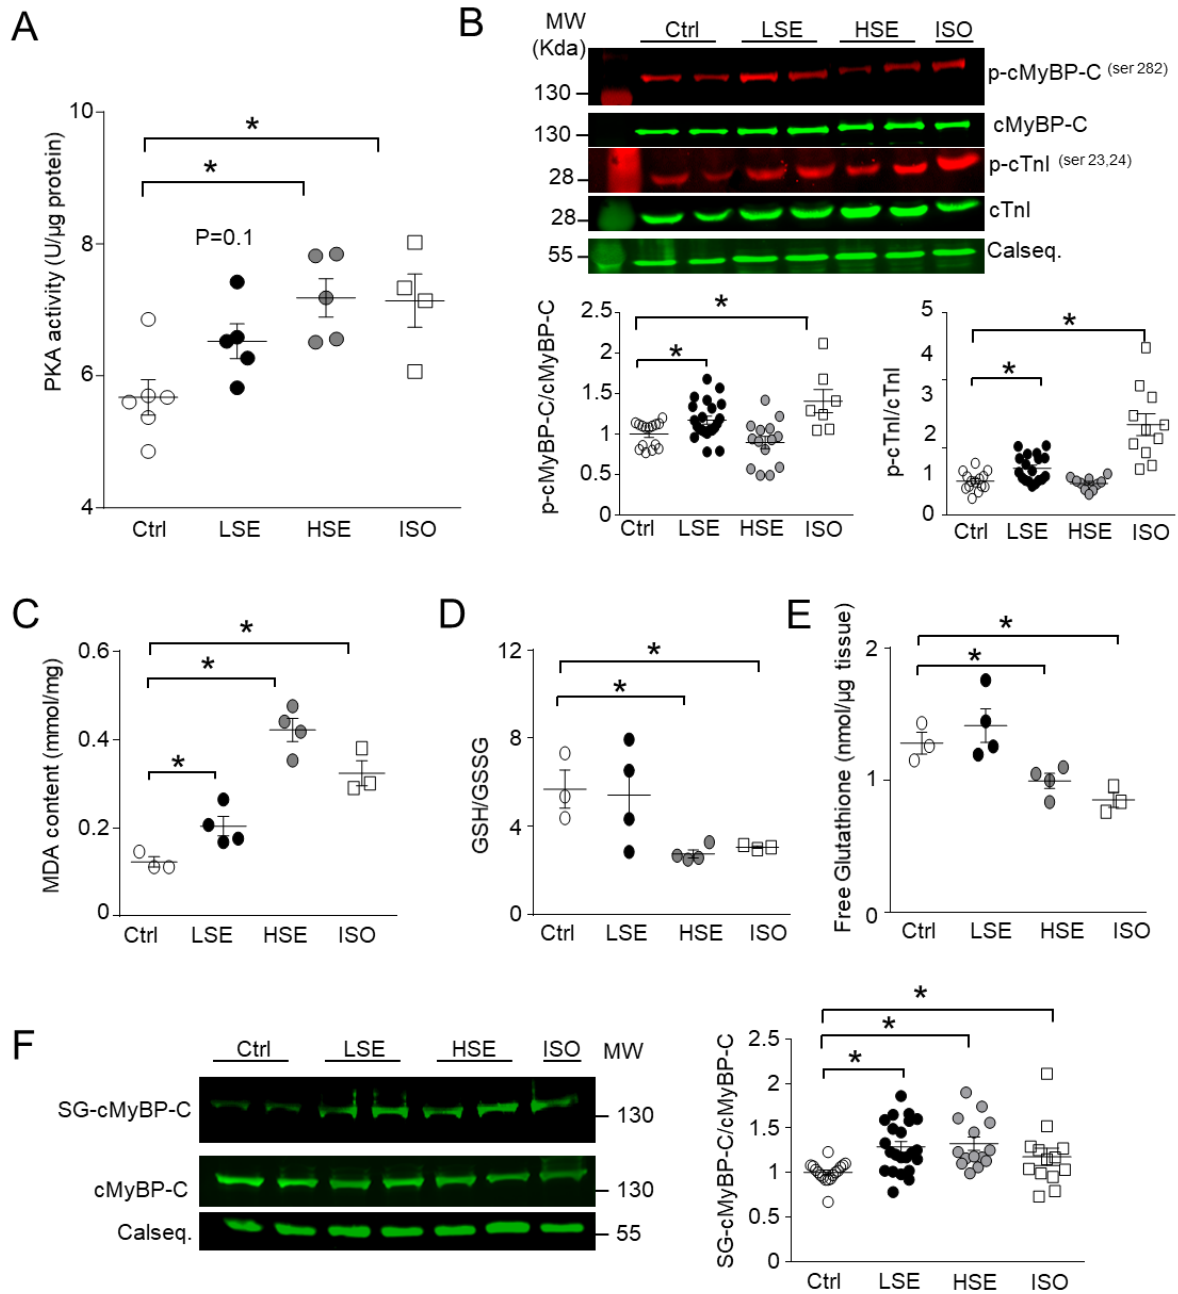 A
PKA activity (U/µg protein)
10
8
6
4
*
*
P=0.1
Ctrl LSE HSE ISO
B
MW
(Kda)
Ctrl LSE HSE ISO
130
p-cMyBP-C (ser 282)
130
cMyBP-C
28
p-cTnI (ser 23,24)
28
cTnI
55
Calseq.
p-cMyBP-C/cMyBP-C
2.5
2
1.5
1
0.5
0
*
*
Ctrl LSE HSE ISO
p-cTnI/cTnI
5
4
3
2
1
0
*
*
Ctrl LSE HSE ISO
C
MDA content (mmol/mg)
0.6
0.4
0.2
0
*
*
*
Ctrl LSE HSE ISO
D
GSH/GSSG
12
8
4
0
*
*
Ctrl LSE HSE ISO
E
Free Glutathione (nmol/µg tissue)
2
1
0
*
*
Ctrl LSE HSE ISO
F
Ctrl LSE HSE ISO MW
SG-cMyBP-C
130
cMyBP-C
130
Calseq.
55
SG-cMyBP-C/cMyBP-C
2.5
2
1.5
1
0.5
0
*
*
*
Ctrl LSE HSE ISO